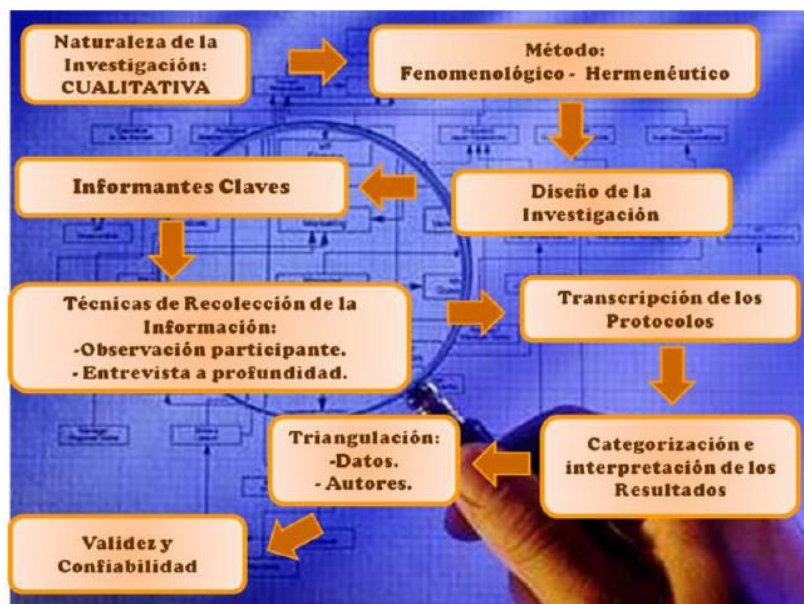 Naturaleza de la
Investigación:
CUALITATIVA
Método:
Fenomenológico - Hermenéutico
Diseño de la
Investigación
Informantes Claves
Técnicas de Recolección de la
Información:
-Observación participante.
- Entrevista a profundidad.
Transcripción de los
Protocolos
Categorización e
interpretación de los
Resultados
Triangulación:
-Datos.
- Autores.
Validez y
Confiabilidad